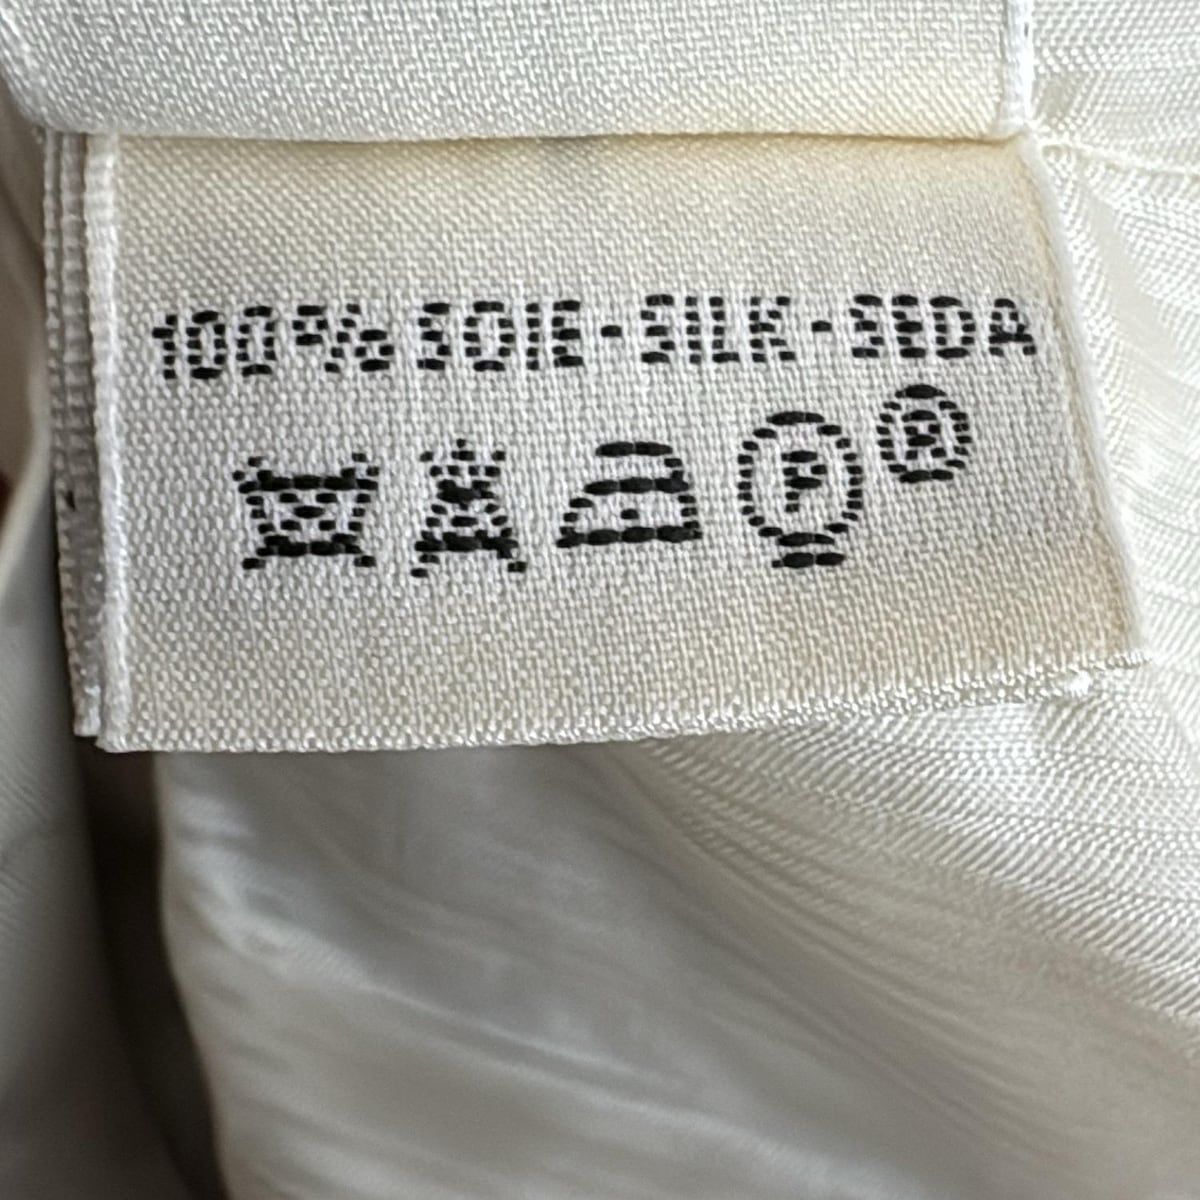 100% SOIE - SILK - SEDA
P ®